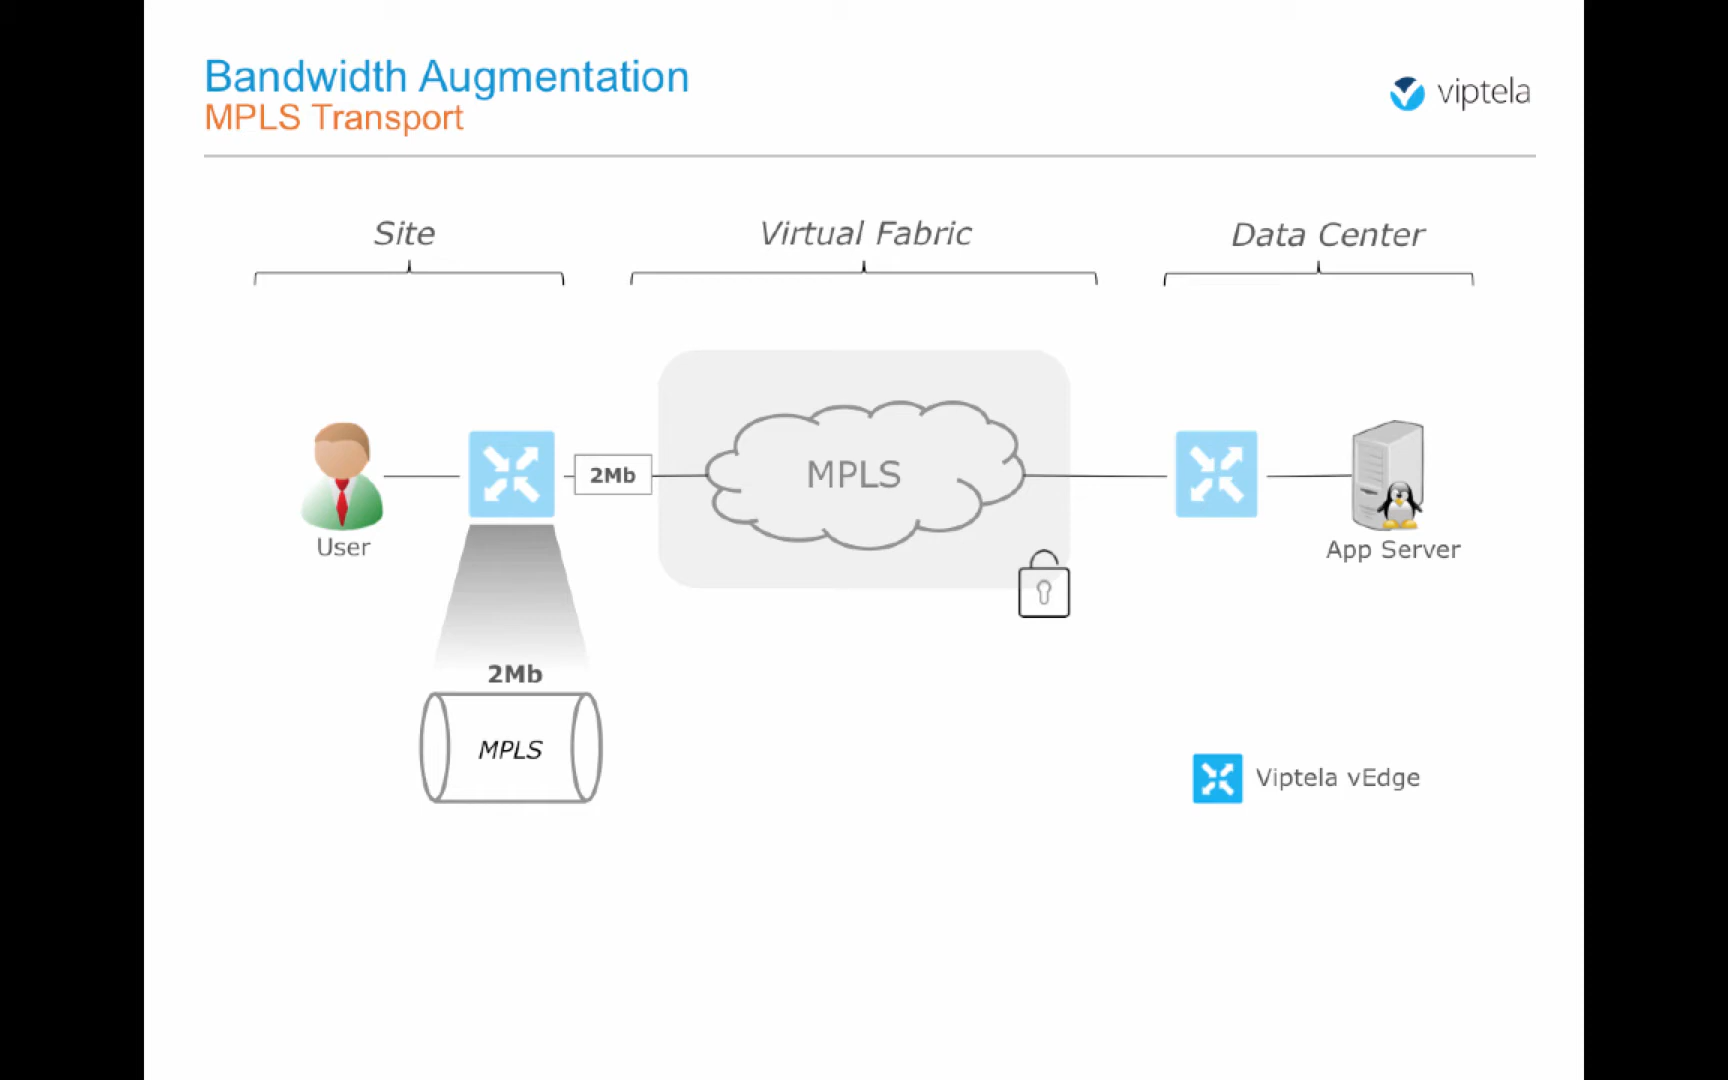 Bandwidth Augmentation
MPLS Transport
viptela
Site
Virtual Fabric
Data Center
2Mb
MPLS
User
App Server
2Mb
MPLS
Viptela vEdge